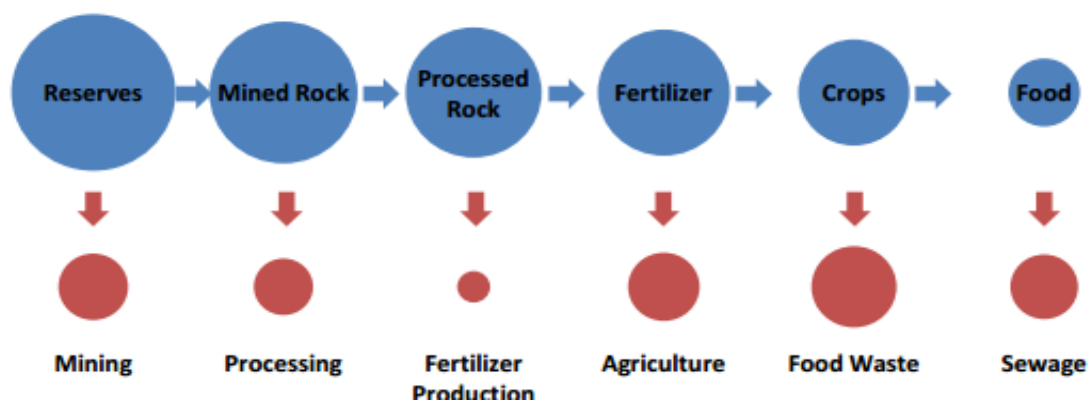 Reserves
Mined Rock
Processed
Rock
Fertilizer
Crops
Food
Mining
Processing
Fertilizer
Production
Agriculture
Food Waste
Sewage